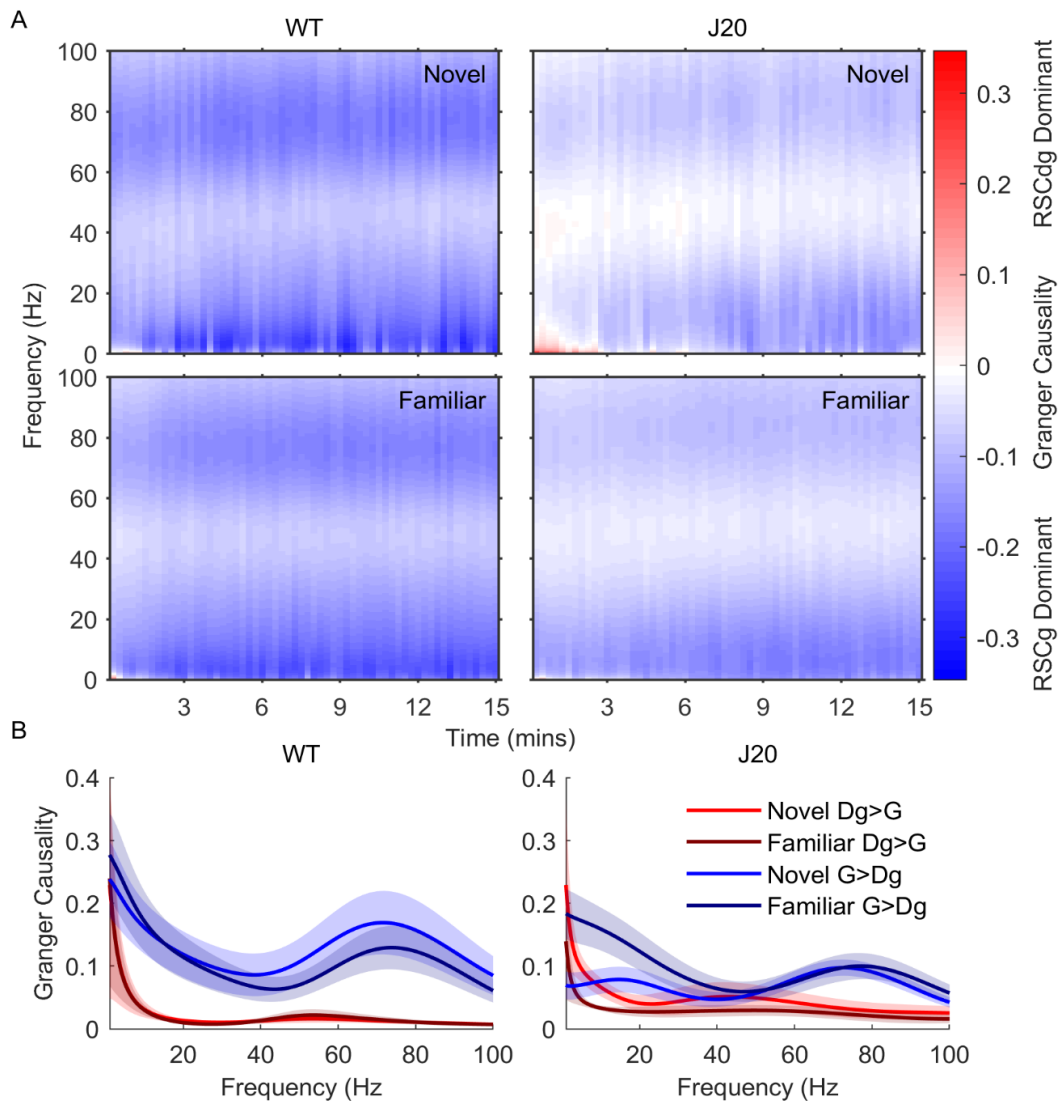 A
WT
J20
100
80
60
40
20
0
Novel
Novel
100
80
60
40
20
0
Familiar
Familiar
Frequency (Hz)
3 6 9 12 15
3 6 9 12 15
Time (mins)
0.3
0.2
0.1
0
-0.1
-0.2
-0.3
RSCdg Dominant
Granger Causality
RSCg Dominant
B
WT
J20
0.4
0.3
0.2
0.1
0
Granger Causality
20 40 60 80 100
Frequency (Hz
0.4
0.3
0.2
0.1
0
Novel Dg>G
Familiar Dg>G
Novel G>Dg
Familiar G>Dg
20 40 60 80 100
Frequency (Hz